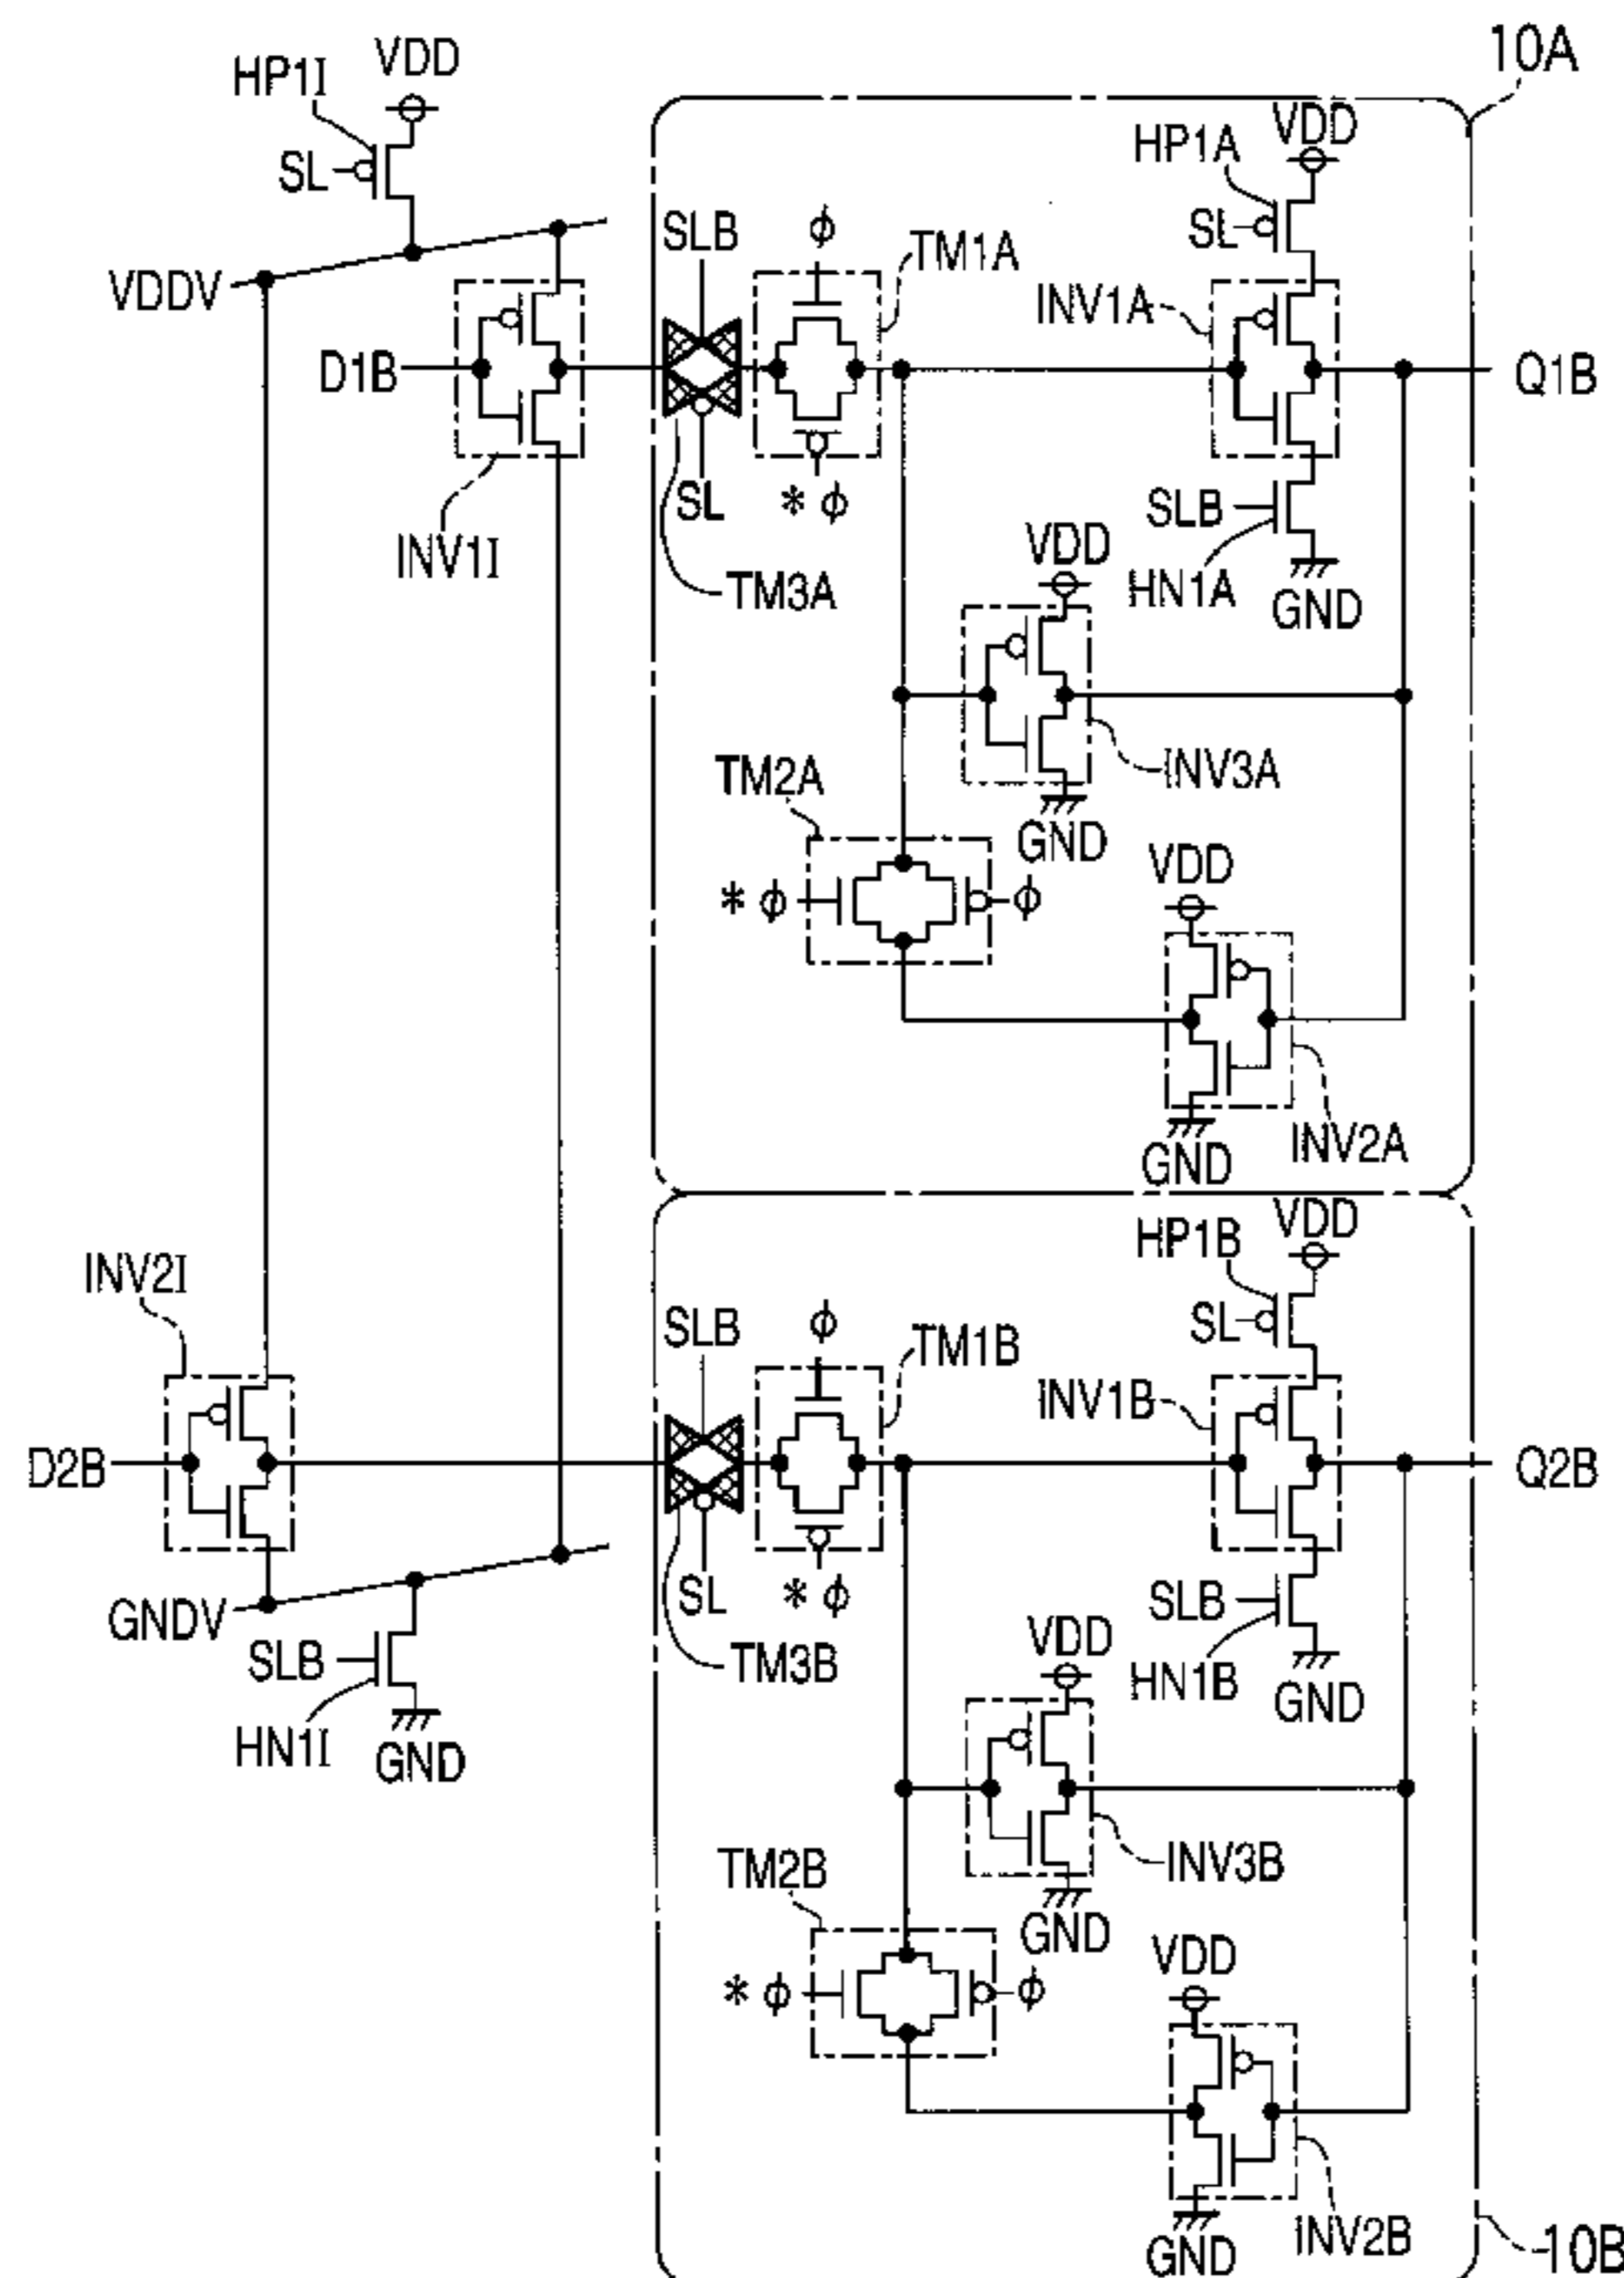 10A
HP1I
VDD
VDD
HP1A
SL
SLB
ϕ
TM1A
SL
VDDV
INV1A
D1B
Q1B
SL
* ϕ
SLB
INV1I
TM3A
VDD
HN1A
GND
TM2A
INV3A
GND
VDD
* ϕ
ϕ
GND
INV2A
VDD
HP1B
INV2I
SLB
ϕ
SL
TM1B
INV1B
D2B
Q2B
SL
* ϕ
SLB
GNDV
VDD
SLB
TM3B
HN1B
GND
HN1I
GND
TM2B
INV3B
GND
VDD
* ϕ
ϕ
GND
INV2B
10B